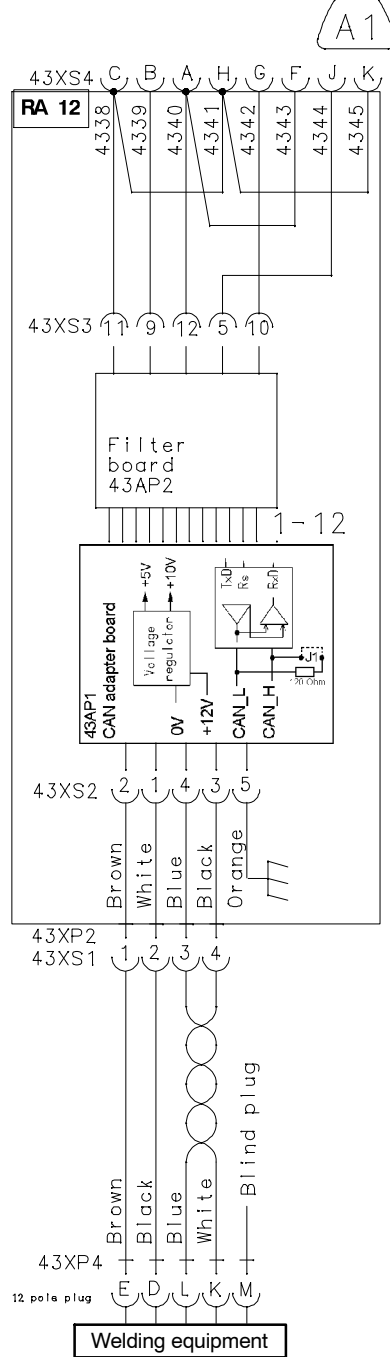 A1
43XS4 C B A H G F J K
RA 12
4338 4339 4340 4341 4342 4343 4344 4345
43XS3 11 9 12 5 10
Filter
board
43AP2
1-12
+5V +10V
TxD Rs RxD
Voltage
regulator
J1
120 Ohm
0V +12V CAN_L CAN_H
43AP1
CAN adapter board
43XS2 2 1 4 3 5
Brown White Blue Black Orange
43XP2
43XS1 1 2 3 4
Brown Black Blue White Blind plug
43XP4
12 pole plug E D L K M
Welding equipment